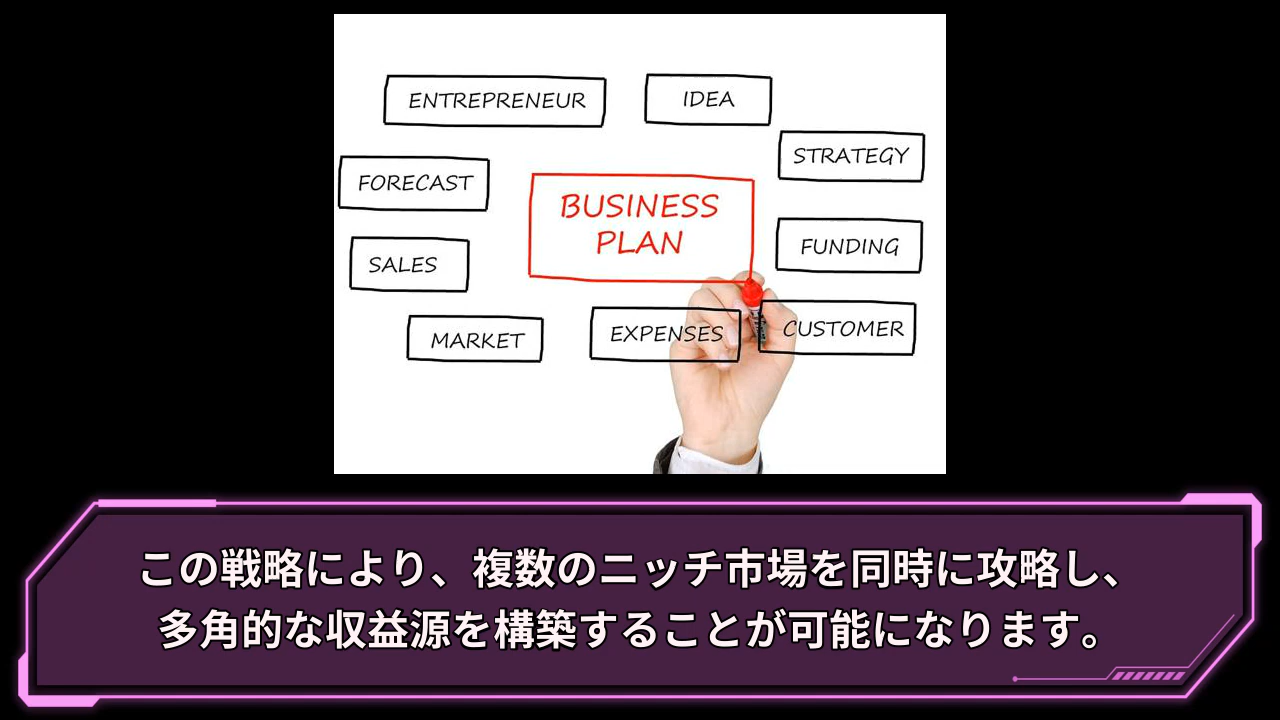 ENTREPRENEUR
IDEA
STRATEGY
FORECAST
BUSINESS
PLAN
FUNDING
SALES
MARKET
EXPENSES
CUSTOMER
この戦略により、複数のニッチ市場を同時に攻略し、
多角的な収益源を構築することが可能になります。